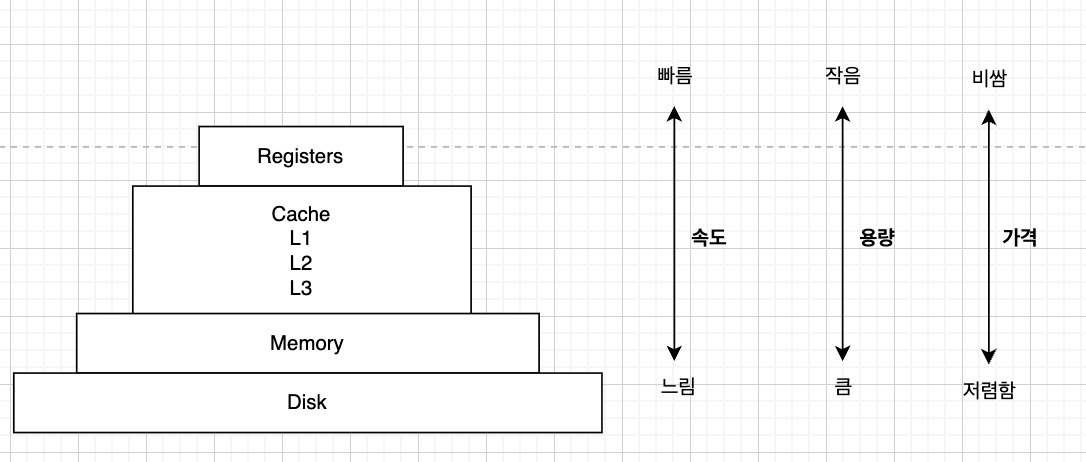 Registers
Cache
L1
L2
L3
Memory
Disk
빠름
속도
느림
작음
용량
큼
비쌈
가격
저렴함